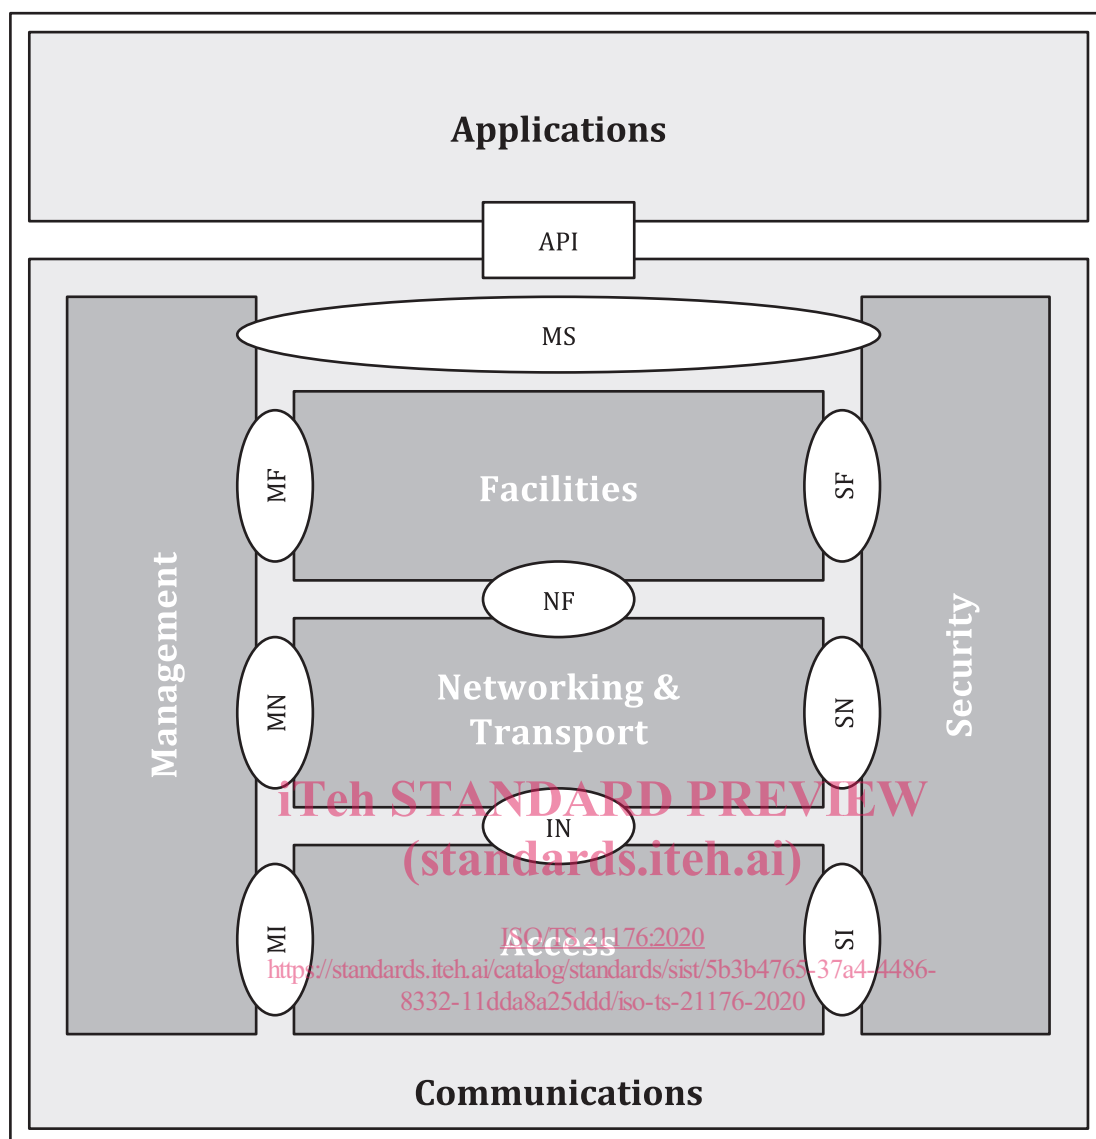 Applications
API
MS
MF
Facilities
SF
NF
Management
Security
MN
Networking &
Transport
SN
iTeh STANDARD PREVIEW
IN
(standards.iteh.ai)
MI
Access
SI
ISO/TS 21176:2020
https://standards.iteh.ai/catalog/standards/sist/5b3b4765-37a4-4486-
8332-11dda8a25ddd/iso-ts-21176-2020
Communications